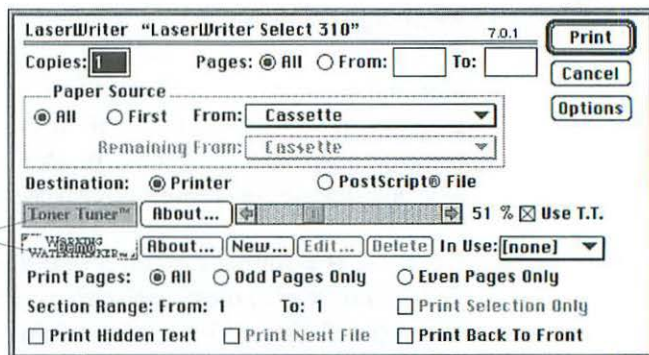 LaserWriter "LaserWriter Select 310" 7.0.1 Print
Copies: 1 Pages: All From: To:
Cancel
Paper Source
Options
All First From: Cassette
Remaining From: Cassette
Destination: Printer PostScript® File
Toner Tuner™ About... 51 % Use T.T.
Working WATERMARKER About... New... Edit... Delete In Use: [none]
Print Pages: All Odd Pages Only Even Pages Only
Section Range: From: 1 To: 1 Print Selection Only
Print Hidden Text Print Next File Print Back To Front